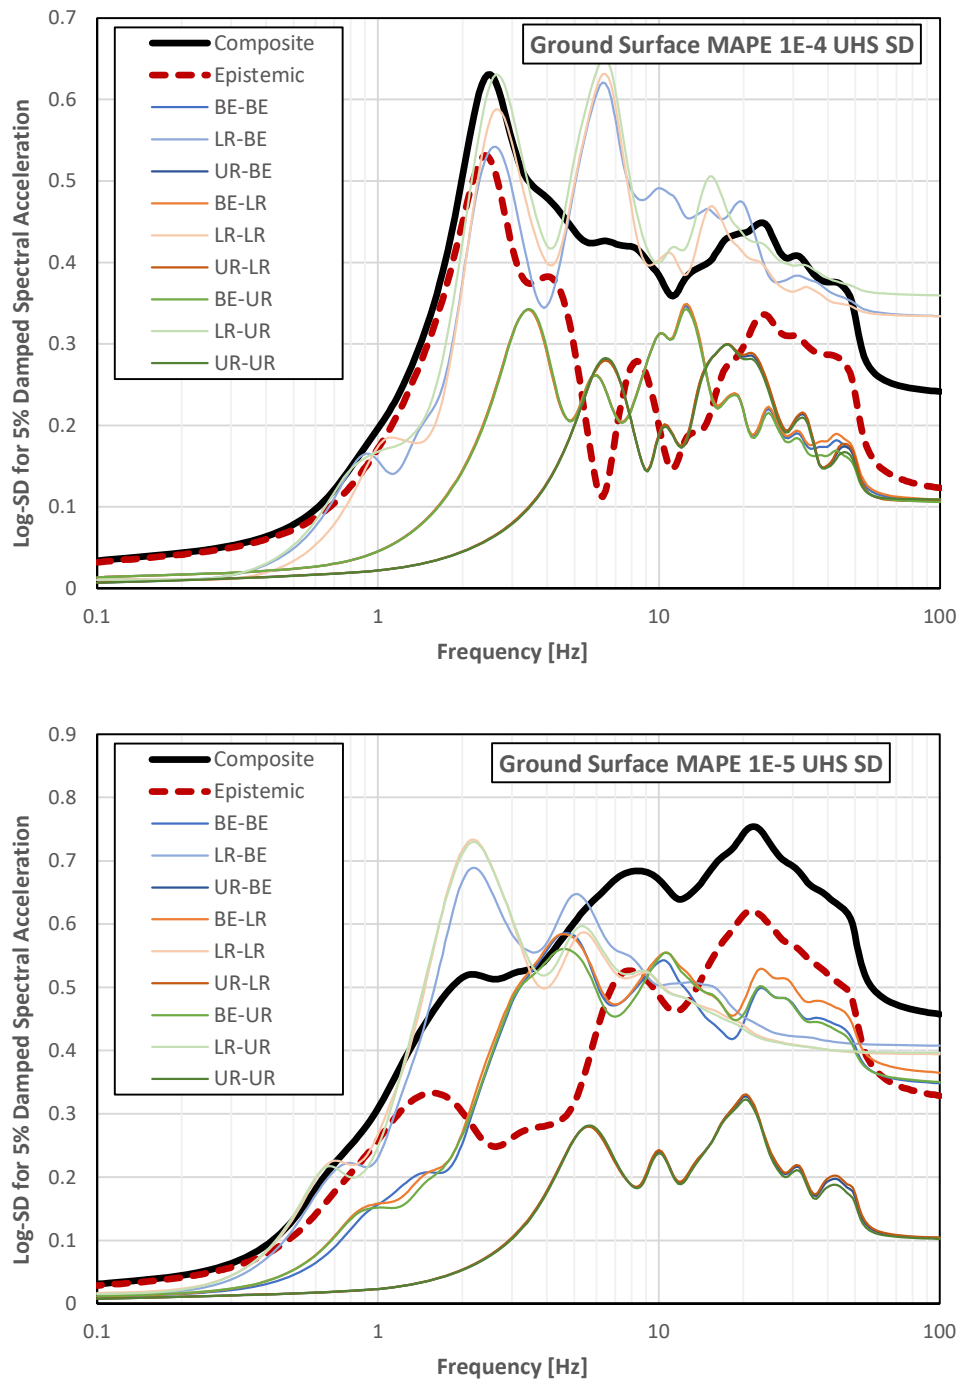 0.7
0.6
0.5
0.4
0.3
0.2
0.1
0
Log-SD for 5% Damped Spectral Acceleration
Ground Surface MAPE 1E-4 UHS SD
Composite
Epistemic
BE-BE
LR-BE
UR-BE
BE-LR
LR-LR
UR-LR
BE-UR
LR-UR
UR-UR
0.1 1 10 100
Frequency [Hz]
0.9
0.8
0.7
0.6
0.5
0.4
0.3
0.2
0.1
0
Log-SD for 5% Damped Spectral Acceleration
Ground Surface MAPE 1E-5 UHS SD
Composite
Epistemic
BE-BE
LR-BE
UR-BE
BE-LR
LR-LR
UR-LR
BE-UR
LR-UR
UR-UR
0.1 1 10 100
Frequency [Hz]